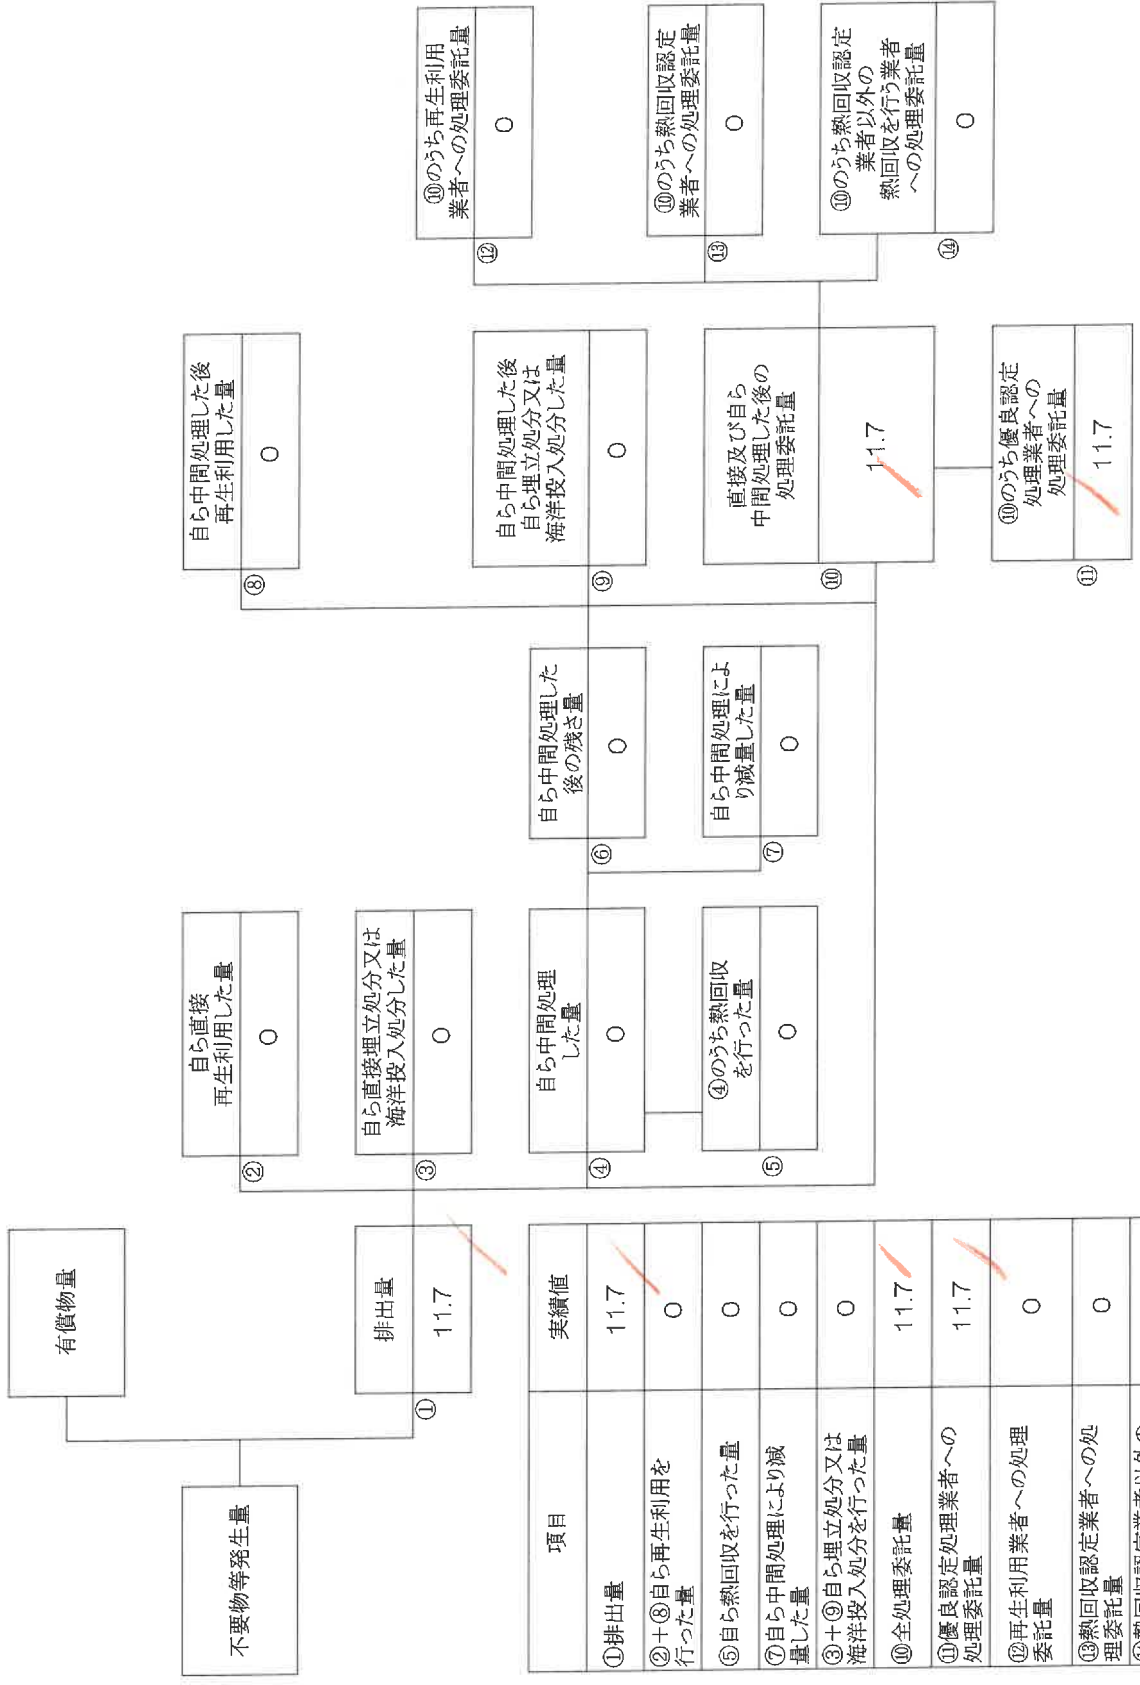 不要物等発生量
有償物量
排出量
①
11.7
自ら直接
再生利用した量
②
0
自ら直接埋立処分又は
海洋投入処分した量
③
0
自ら中間処理
した量
④
0
④のうち熱回収
を行った量
⑤
0
自ら中間処理した
後の残さ量
⑥
0
自ら中間処理によ
り減量した量
⑦
0
自ら中間処理した後
再生利用した量
⑧
0
自ら中間処理した後
自ら埋立処分又は
海洋投入処分した量
⑨
0
直接及び自ら
中間処理した後の
処理委託量
⑩
11.7
⑩のうち優良認定
処理業者への
処理委託量
⑪
11.7
⑩のうち再生利用
業者への処理委託量
⑫
0
⑩のうち熱回収認定
業者への処理委託量
⑬
0
⑩のうち熱回収認定
業者以外の
熱回収を行う業者
への処理委託量
⑭
0
項目 実績値
①排出量 11.7
②+⑧自ら再生利用を
行った量 0
⑤自ら熱回収を行った量 0
⑦自ら中間処理により減
量した量 0
③+⑨自ら埋立処分又は
海洋投入処分を行った量 0
⑩全処理委託量 11.7
⑪優良認定処理業者への
処理委託量 11.7
⑫再生利用業者への処理
委託量 0
⑬熱回収認定業者への処
理委託量 0